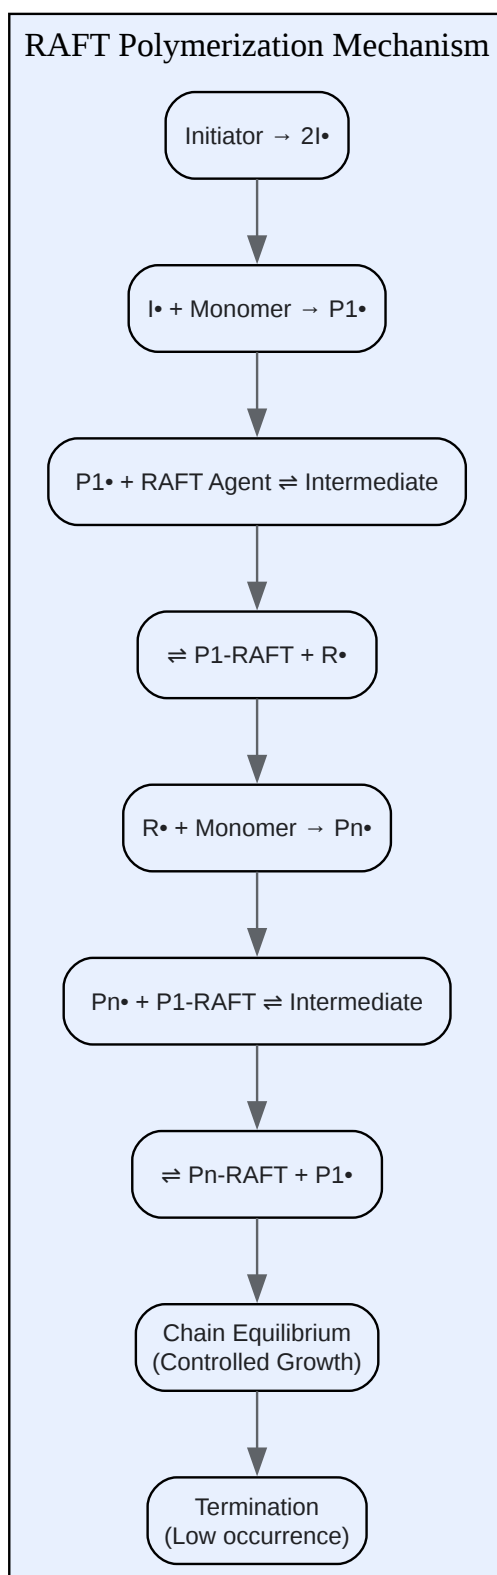 RAFT Polymerization Mechanism
Initiator → 2I•
I• + Monomer → P1•
P1• + RAFT Agent ⇌ Intermediate
⇌ P1-RAFT + R•
R• + Monomer → Pn•
Pn• + P1-RAFT ⇌ Intermediate
⇌ Pn-RAFT + P1•
Chain Equilibrium
(Controlled Growth)
Termination
(Low occurrence)